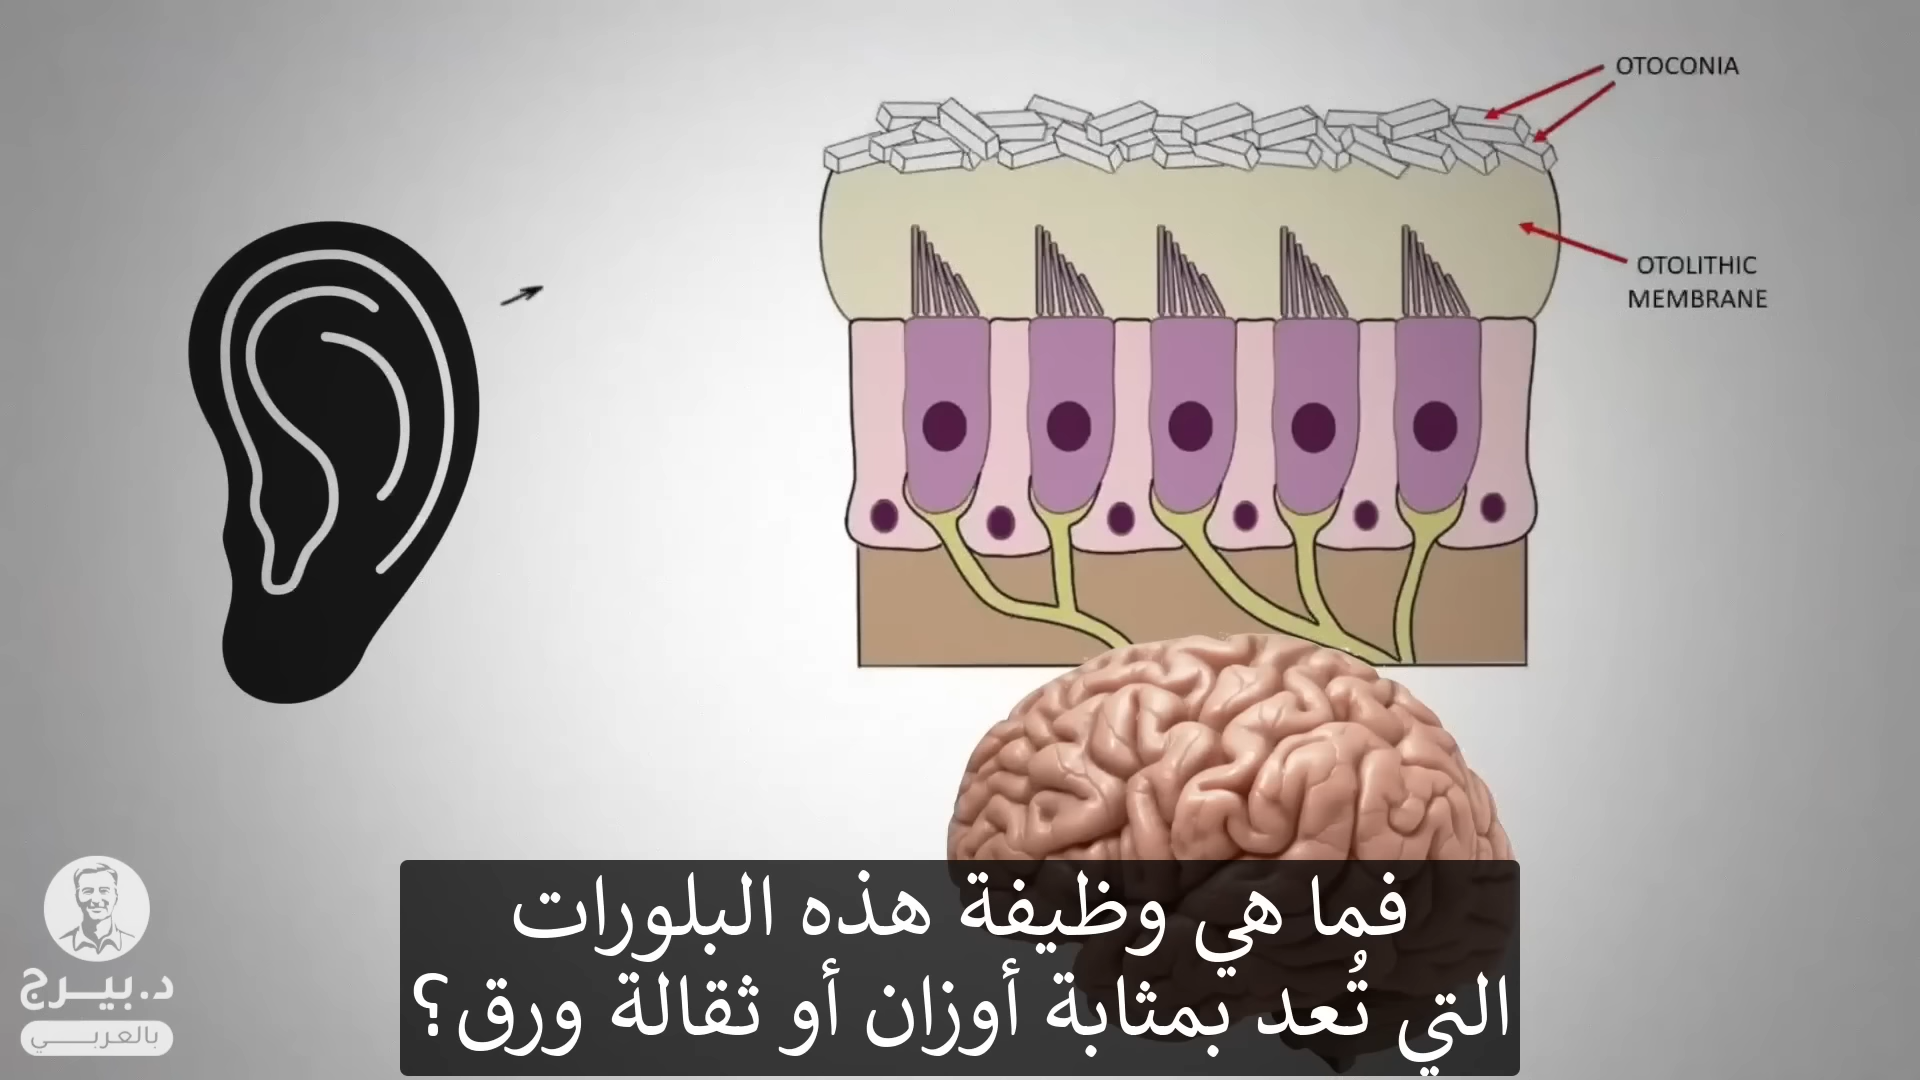 OTOCONIA
OTOLITHIC
MEMBRANE
فما هي وظيفة هذه البلورات
التي تُعد بمثابة أوزان أو ثقالة ورق؟
د.بيرج
بالعربي